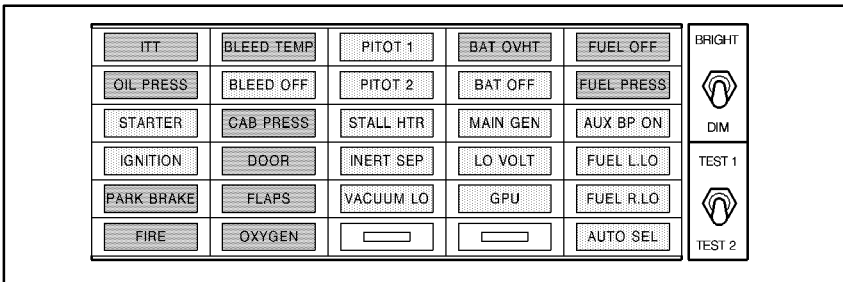 ITT BLEED TEMP PITOT 1 BAT OVHT FUEL OFF BRIGHT
OIL PRESS BLEED OFF PITOT 2 BAT OFF FUEL PRESS
STARTER CAB PRESS STALL HTR MAIN GEN AUX BP ON DIM
IGNITION DOOR INERT SEP LO VOLT FUEL L.LO TEST 1
PARK BRAKE FLAPS VACUUM LO GPU FUEL R.LO
FIRE OXYGEN AUTO SEL TEST 2